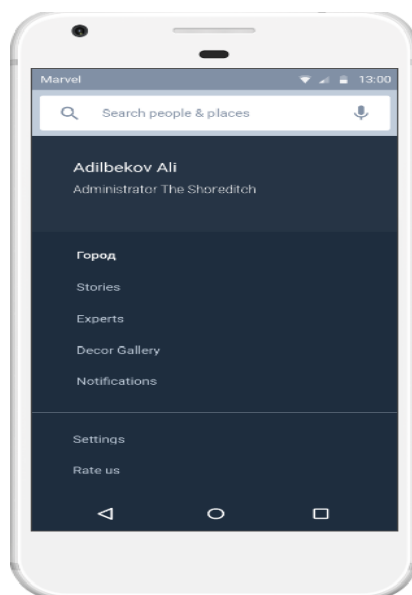 Marvel 13:00
Search people & places
Adilbekov Ali
Administrator The Shoreditch
Город
Stories
Experts
Decor Gallery
Notifications
Settings
Rate us